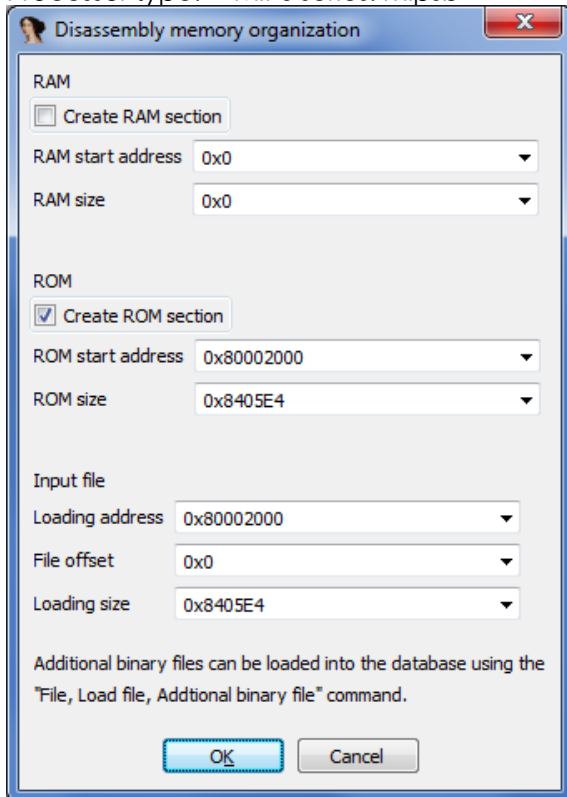 Disassembly memory organization
RAM
Create RAM section
RAM start address 0x0
RAM size 0x0
ROM
Create ROM section
ROM start address 0x80002000
ROM size 0x8405E4
Input file
Loading address 0x80002000
File offset 0x0
Loading size 0x8405E4
Additional binary files can be loaded into the database using the
"File, Load file, Addtional binary file" command.
OK Cancel